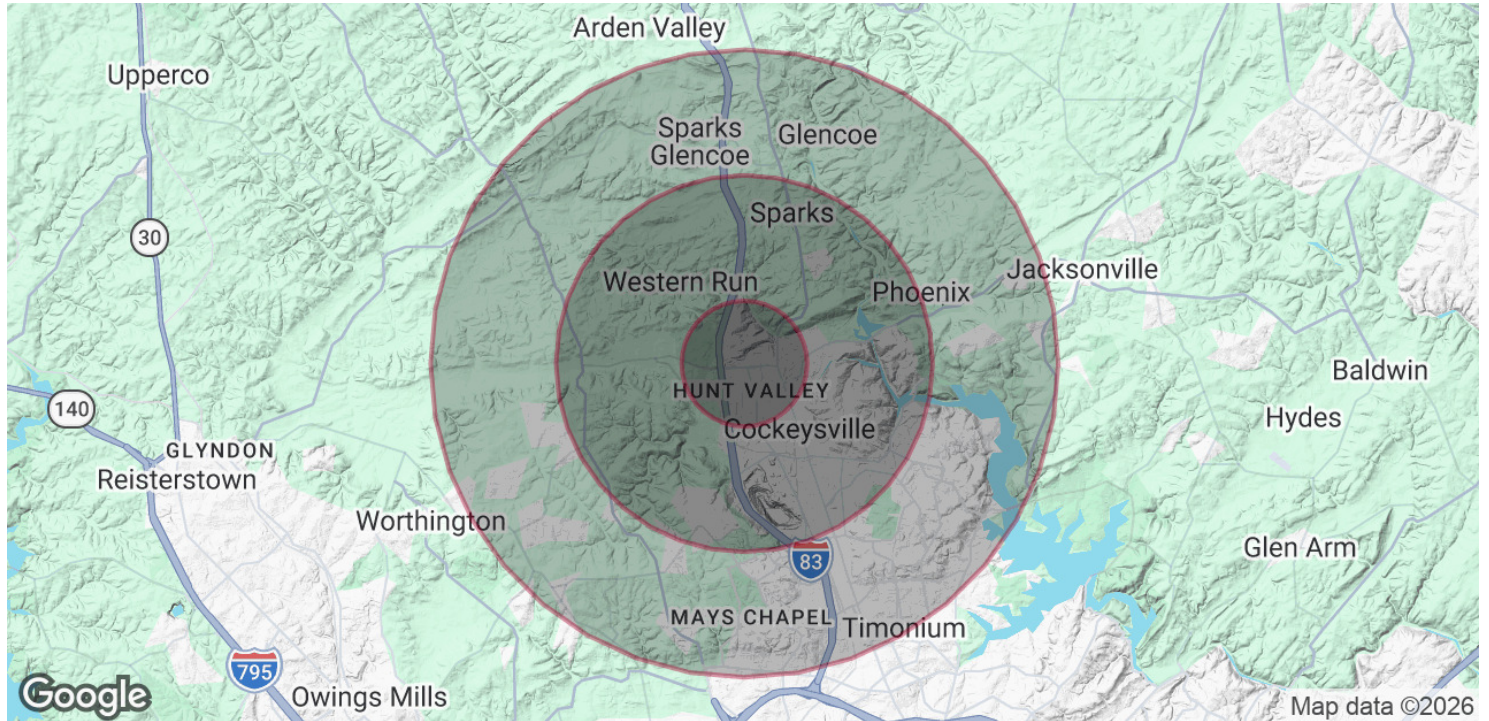 Arden Valley
Upperco
Sparks
Glencoe
Glencoe
Sparks
30
Western Run
Phoenix
Jacksonville
HUNT VALLEY
Baldwin
140
Hydes
Cockeysville
GLYNDON
Reisterstown
Worthington
Glen Arm
83
MAYS CHAPEL
Timonium
795
Owings Mills
Google
Map data ©2026